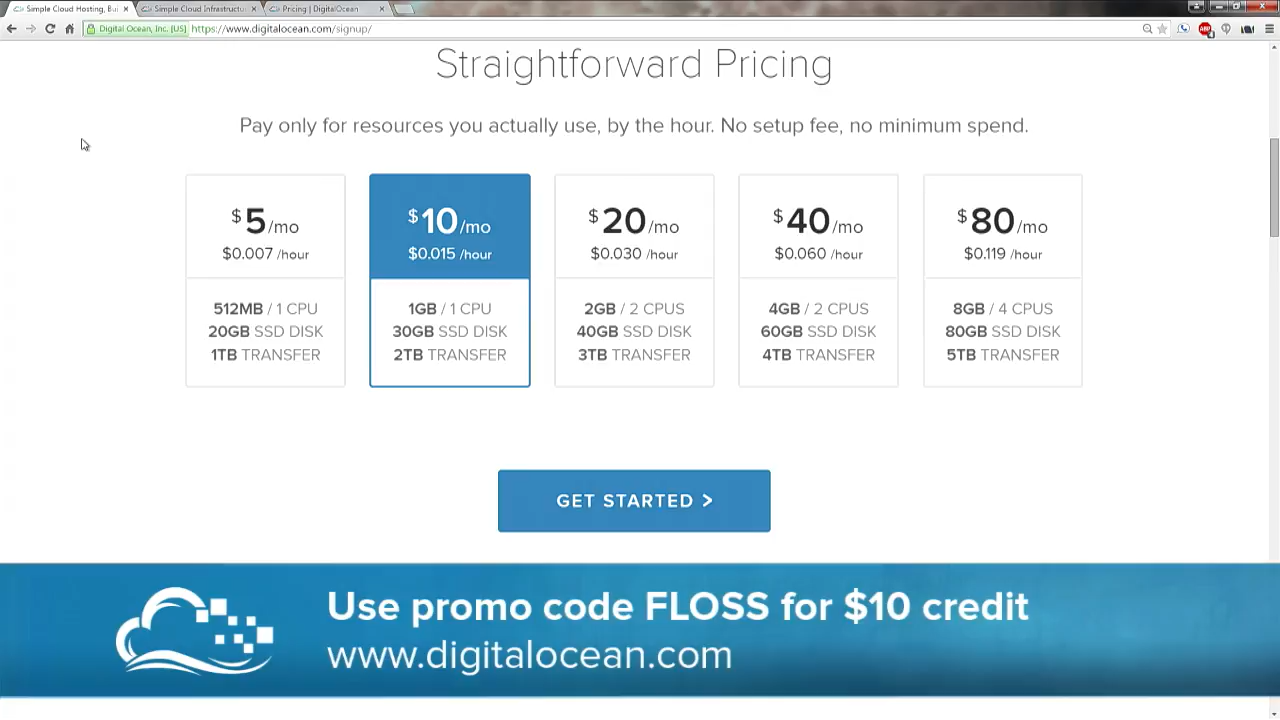 Simple Cloud Hosting, Bui
Simple Cloud Infrastructu
Pricing | DigitalOcean
Digital Ocean, Inc. [US]
https://www.digitalocean.com/signup/
ABP
Straightforward Pricing
Pay only for resources you actually use, by the hour. No setup fee, no minimum spend.
$5/mo
$0.007 /hour
512MB / 1 CPU
20GB SSD DISK
1TB TRANSFER
$10/mo
$0.015 /hour
1GB / 1 CPU
30GB SSD DISK
2TB TRANSFER
$20/mo
$0.030 /hour
2GB / 2 CPUS
40GB SSD DISK
3TB TRANSFER
$40/mo
$0.060 /hour
4GB / 2 CPUS
60GB SSD DISK
4TB TRANSFER
$80/mo
$0.119 /hour
8GB / 4 CPUS
80GB SSD DISK
5TB TRANSFER
GET STARTED >
Use promo code FLOSS for $10 credit
www.digitalocean.com